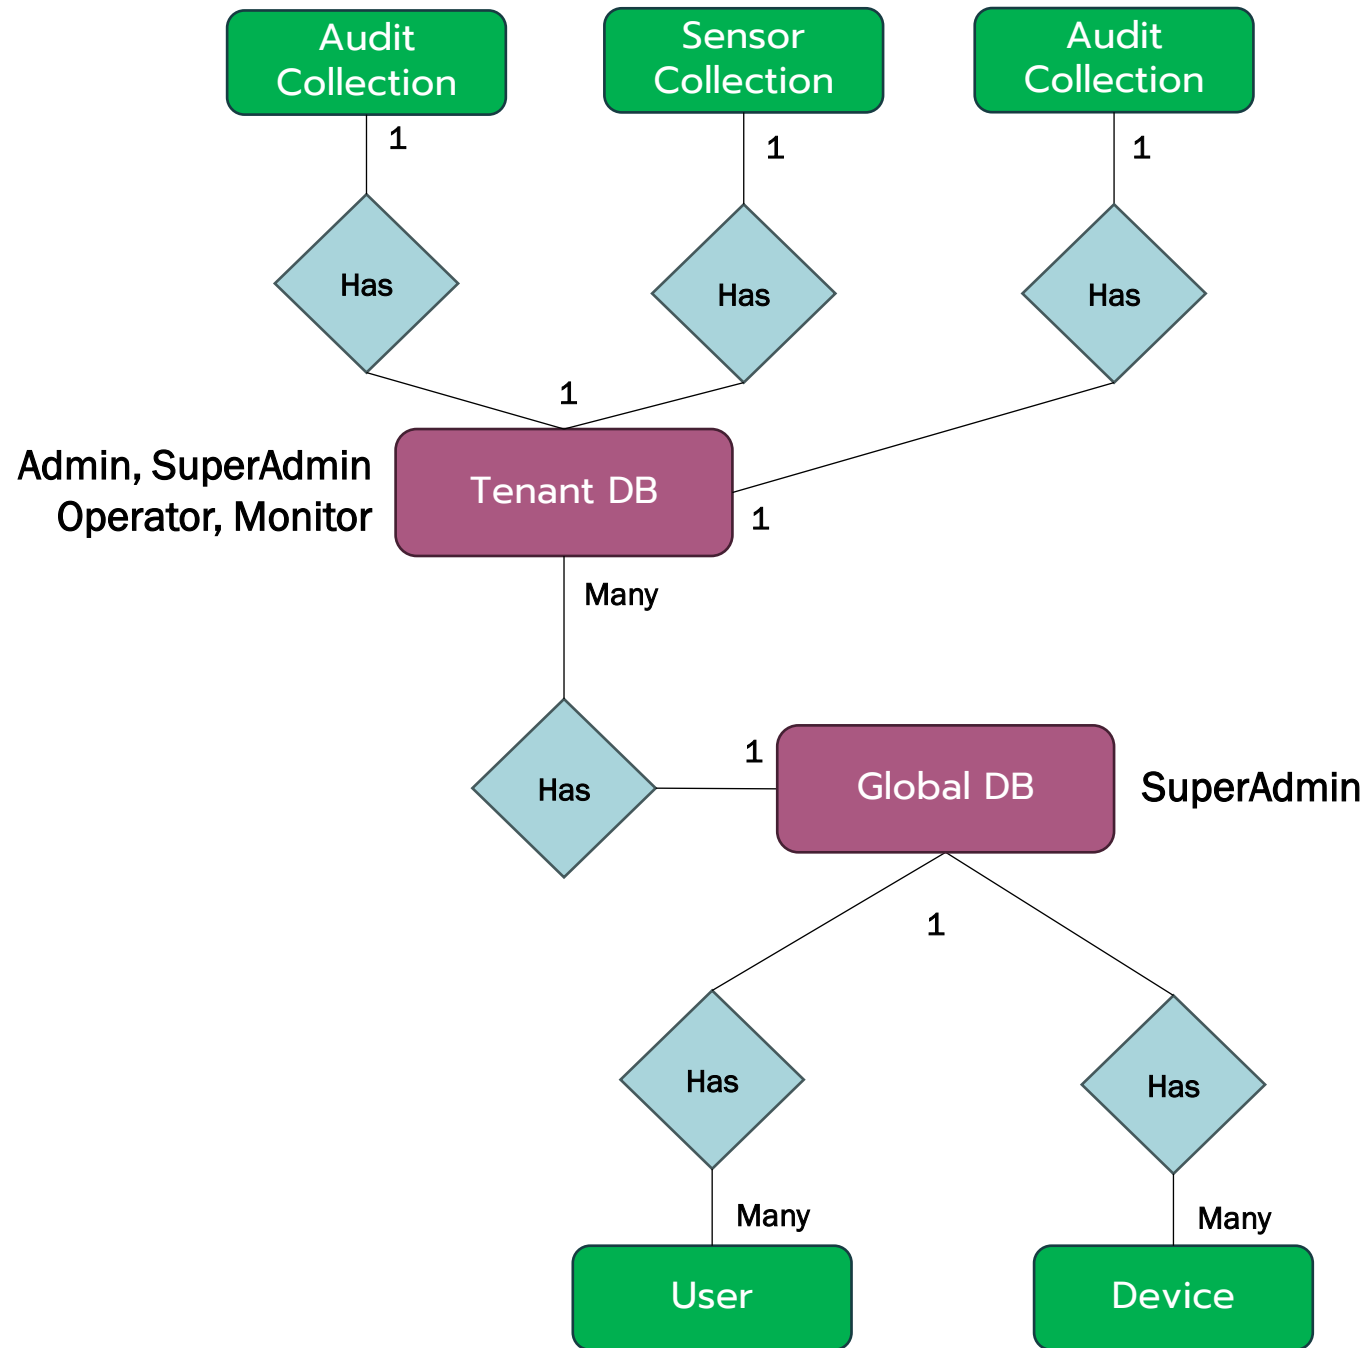 Audit
Collection
Sensor
Collection
Audit
Collection
1
1
1
Has
Has
Has
1
Admin, SuperAdmin
Operator, Monitor
Tenant DB
1
Many
Has
1
Global DB
SuperAdmin
1
Has
Has
Many
Many
User
Device